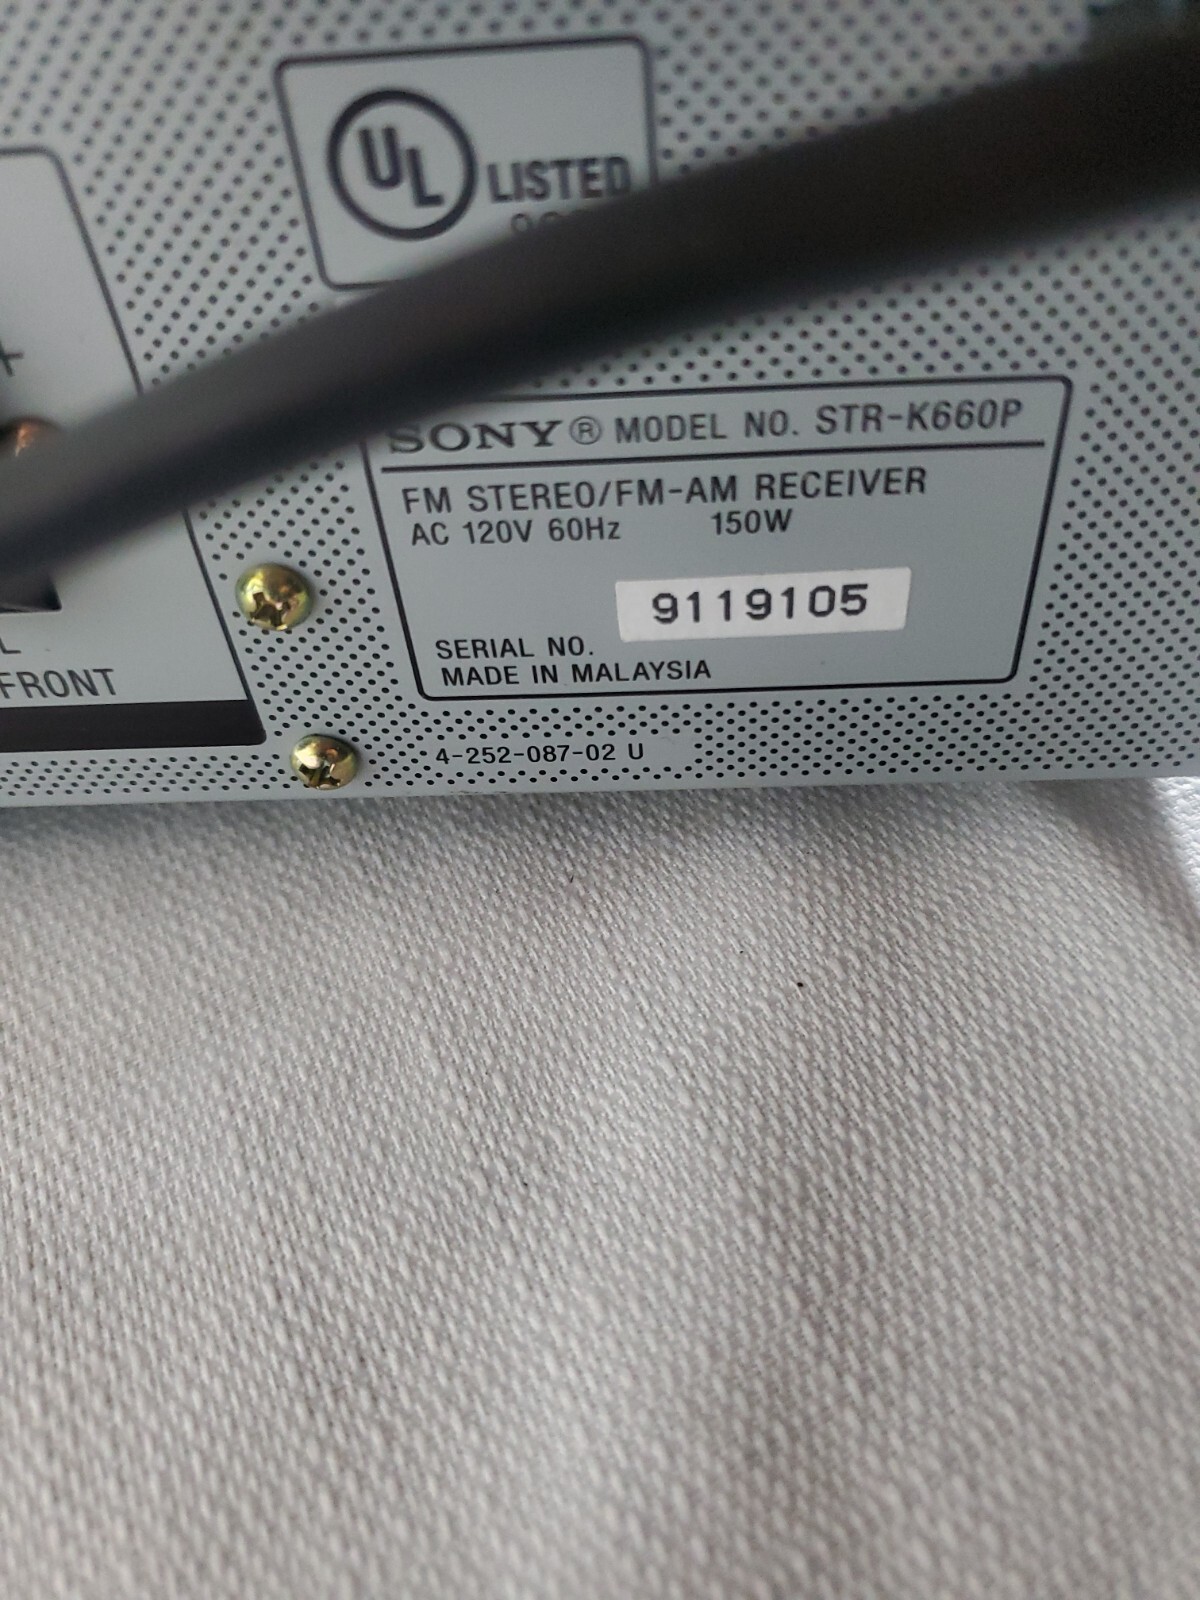 UL LISTED
+
SONY® MODEL NO. STR-K660P
FM STEREO/FM-AM RECEIVER
AC 120V 60Hz 150W
9119105
SERIAL NO.
MADE IN MALAYSIA
L
FRONT
4-252-087-02 U